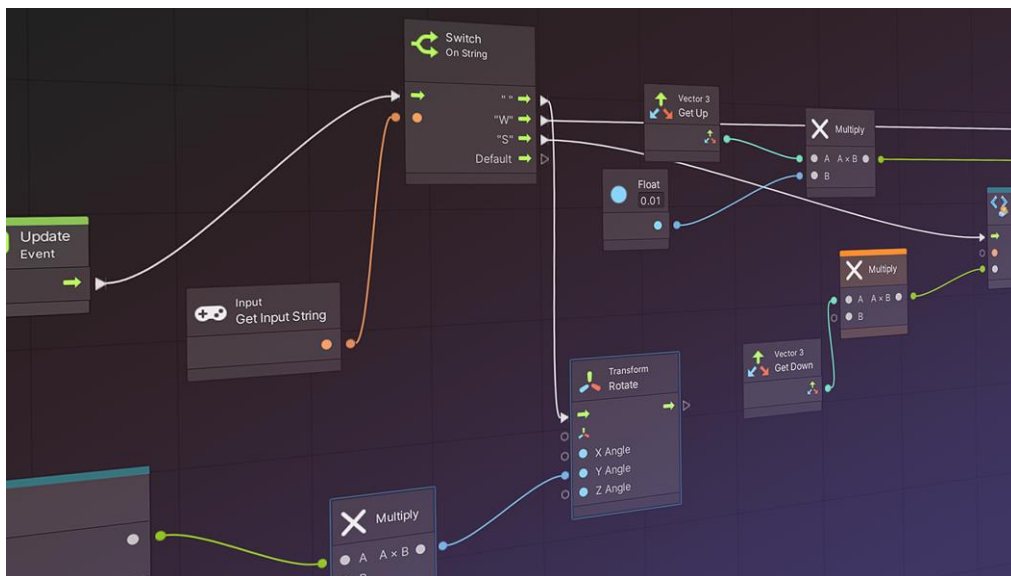 Switch
On String
" "
"W"
"S"
Default
Vector 3
Get Up
Multiply
A A × B
B
Float
0.01
Update
Event
Input
Get Input String
Multiply
A A × B
B
Vector 3
Get Down
Transform
Rotate
X Angle
Y Angle
Z Angle
Multiply
A A × B